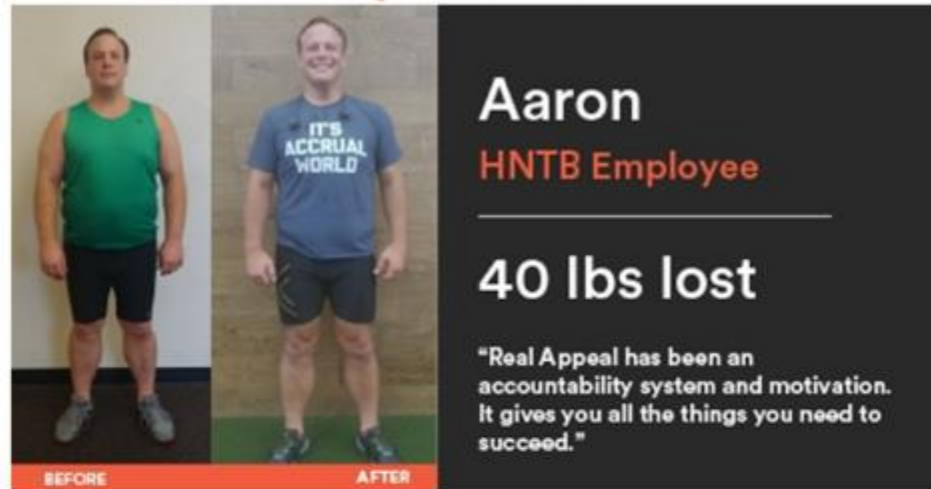 IT'S
ACCRUAL
WORLD
BEFORE
AFTER
Aaron
HNTB Employee
40 lbs lost
“Real Appeal has been an
accountability system and motivation.
It gives you all the things you need to
succeed.”